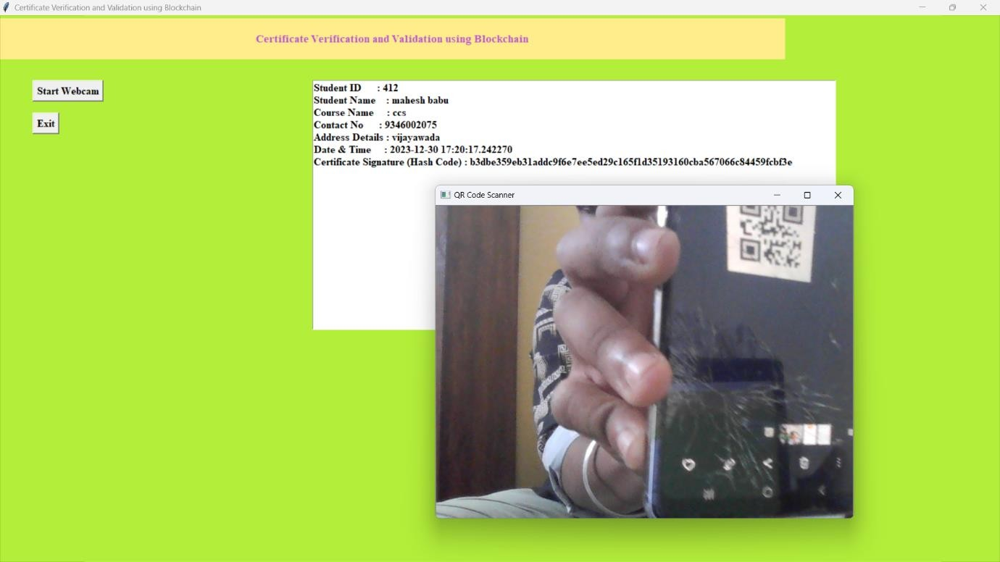 Certificate Verification and Validation using Blockchain
Certificate Verification and Validation using Blockchain
Start Webcam
Exit
Student ID : 412
Student Name : mahesh babu
Course Name : ccs
Contact No : 9346002075
Address Details : vijayawada
Date & Time : 2023-12-30 17:20:17.242270
Certificate Signature (Hash Code) : b3dbe359eb31addc9f6e7ee5ed29c165f1d35193160cba567066c84459fcbf3e
QR Code Scanner